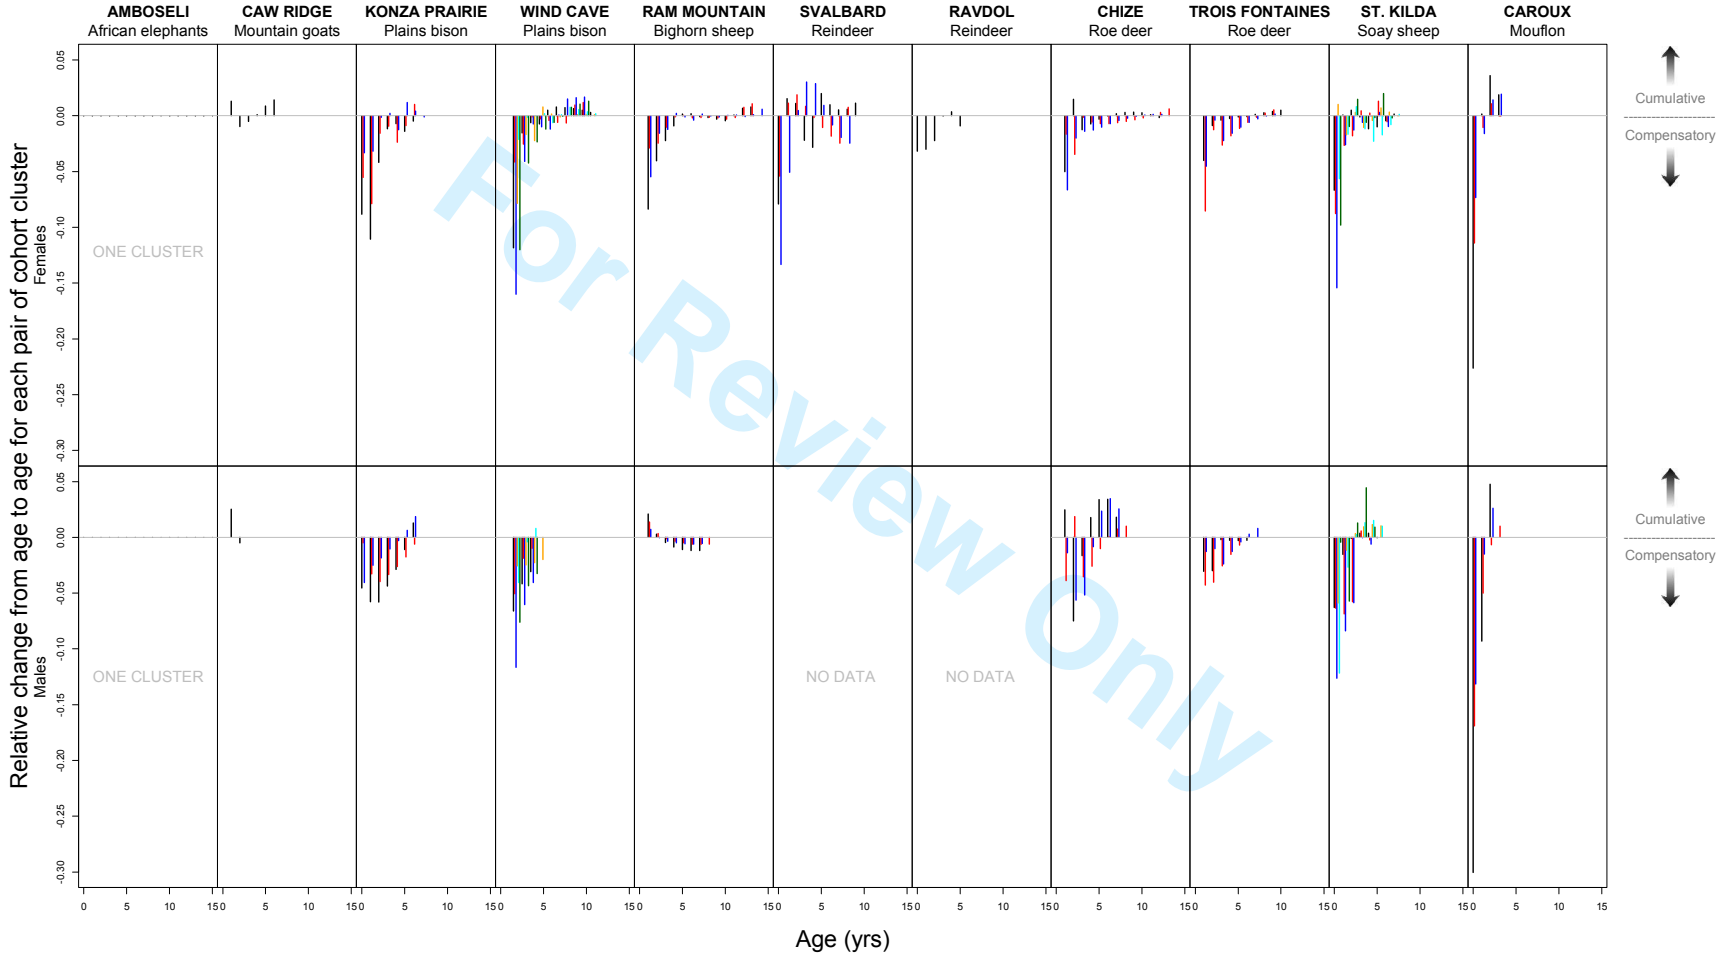 AMBOSELI CAW RIDGE KONZA PRAIRIE WIND CAVE RAM MOUNTAIN SVALBARD RAVDOL CHIZE TROIS FONTAINES ST. KILDA CAROUX
African elephants Mountain goats Plains bison Plains bison Bighorn sheep Reindeer Reindeer Roe deer Roe deer Soay sheep Mouflon
Relative change from age to age for each pair of cohort cluster
Females
0.05
0.00
-0.05
-0.10
-0.15
-0.20
-0.25
-0.30
ONE CLUSTER
Cumulative
Compensatory
Males
0.05
0.00
-0.05
-0.10
-0.15
-0.20
-0.25
-0.30
ONE CLUSTER NO DATA NO DATA
Cumulative
Compensatory
0 5 10 15 0 5 10 15 0 5 10 15 0 5 10 15 0 5 10 15 0 5 10 15 0 5 10 15 0 5 10 15 0 5 10 15 0 5 10 15 0 5 10 15
Age (yrs)
For Review Only